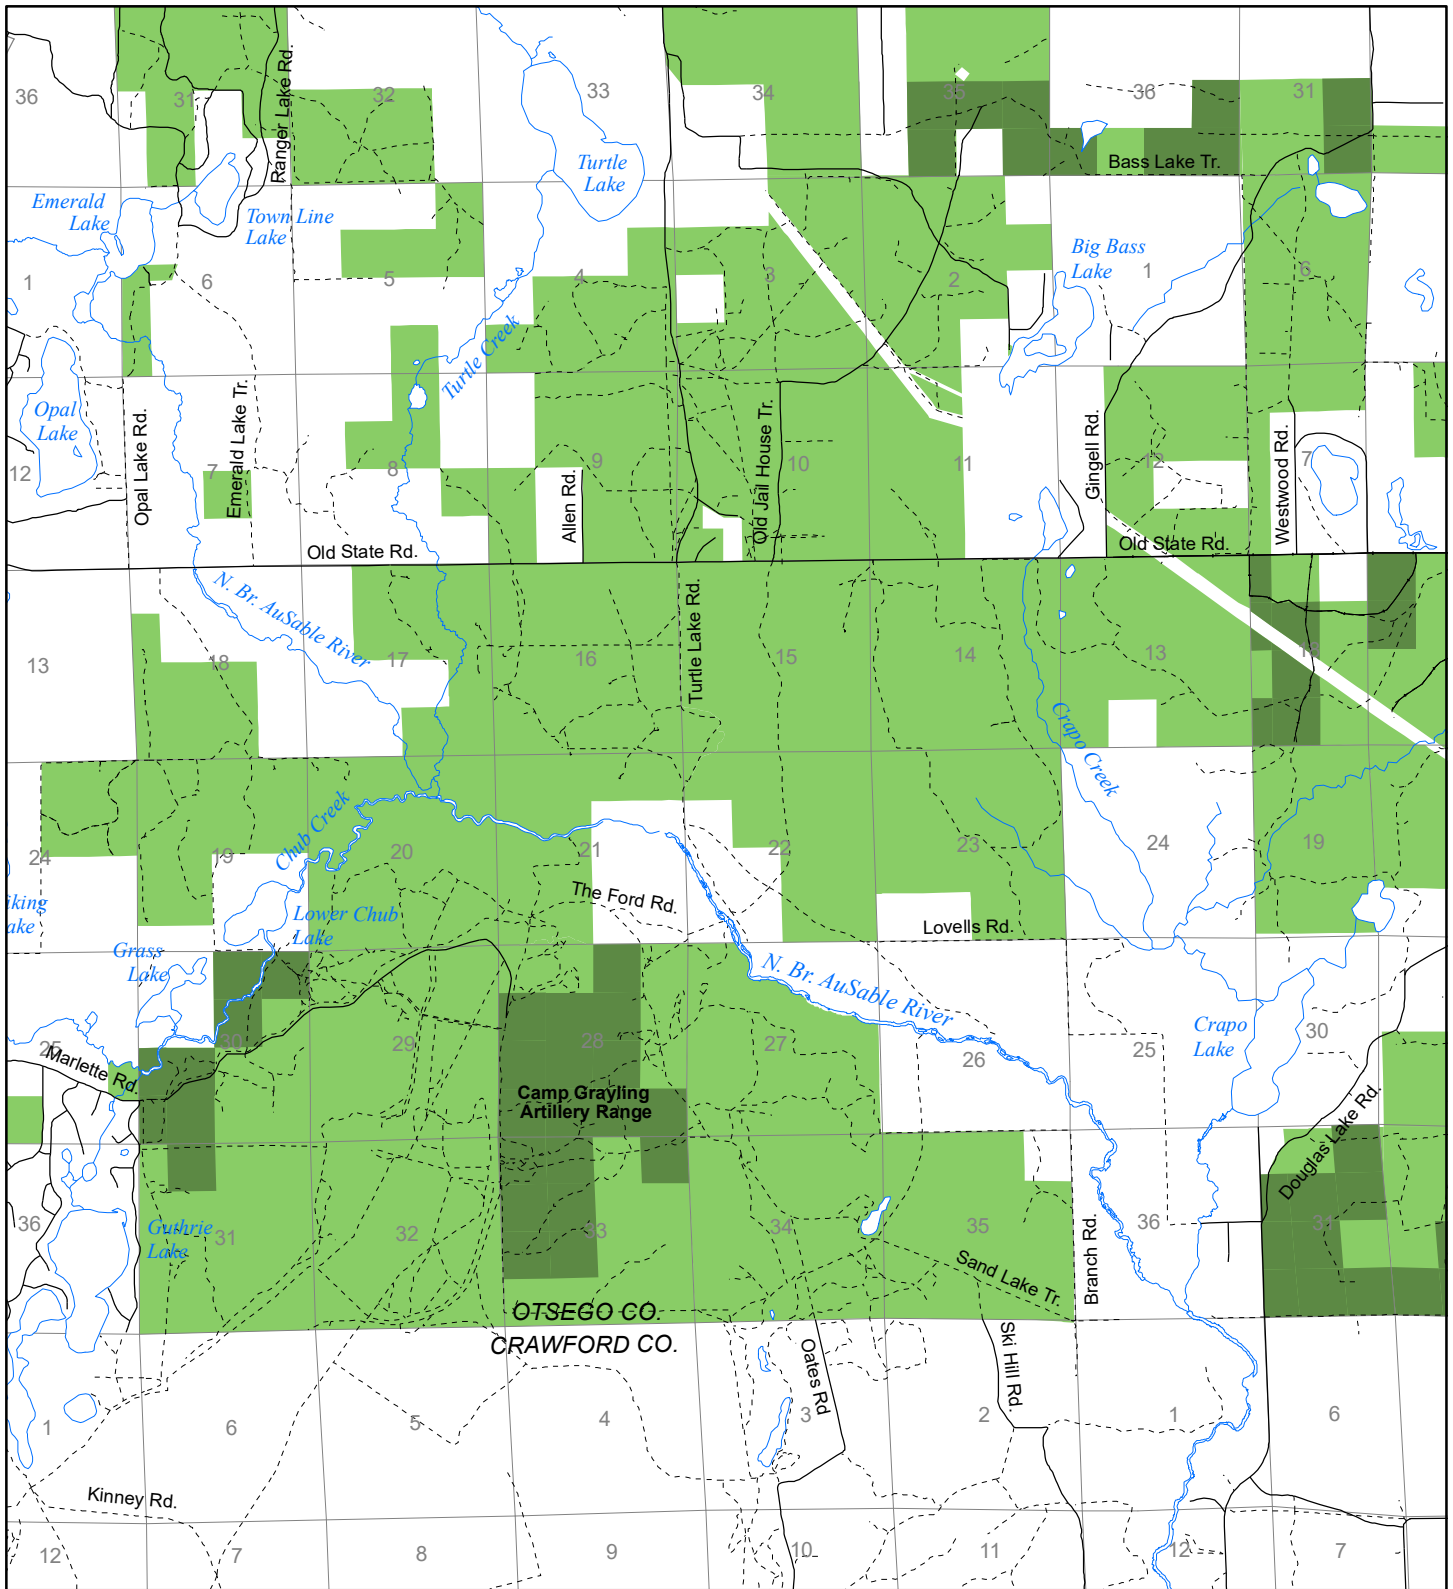 36
31
Ranger Lake Rd.
32
33
34
35
36
31
Bass Lake Tr.
Turtle
Lake
Emerald
Lake
Town Line
Lake
Big Bass
Lake
1
6
5
4
3
2
1
6
Turtle Creek
Opal
Lake
Opal Lake Rd.
Emerald Lake Tr.
Allen Rd.
Old Jail House Tr.
Gingell Rd.
Westwood Rd.
12
7
8
9
10
11
12
7
Old State Rd.
Old State Rd.
N. Br. AuSable River
Turtle Lake Rd.
13
18
17
16
15
14
13
18
Crapo Creek
Chub Creek
24
19
20
21
22
23
24
19
The Ford Rd.
Lovells Rd.
iking
ake
Lower Chub
Lake
Grass
Lake
N. Br. AuSable River
Crapo
Lake
25
30
29
28
27
26
25
30
Marlette Rd.
Camp Grayling
Artillery Range
Douglas Lake Rd.
36
Guthrie
Lake
31
32
33
34
35
36
31
Branch Rd.
Sand Lake Tr.
OTSEGO CO.
CRAWFORD CO.
Oates Rd
Ski Hill Rd.
1
6
5
4
3
2
1
6
Kinney Rd.
12
7
8
9
10
11
12
7